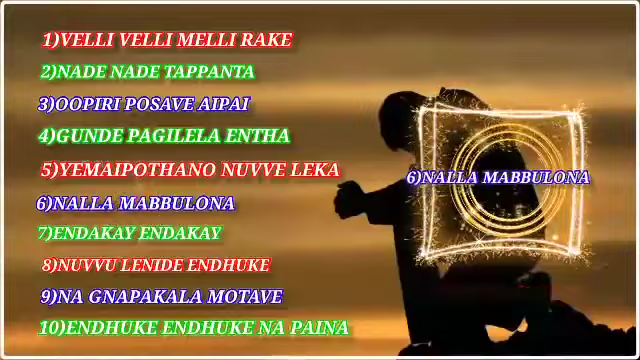 1)VELLI VELLI MELLI RAKE
2)NADE NADE TAPPANTA
3)OOPIRI POSAVE AIPAI
4)GUNDE PAGILELA ENTHA
5)YEMAIPOTHANO NUVVE LEKA
6)NALLA MABBULONA
7)ENDAKAY ENDAKAY
8)NUVVU LENIDE ENDHUKE
9)NA GNAPAKALA MOTAVE
10)ENDHUKE ENDHUKE NA PAINA
6)NALLA MABBULONA